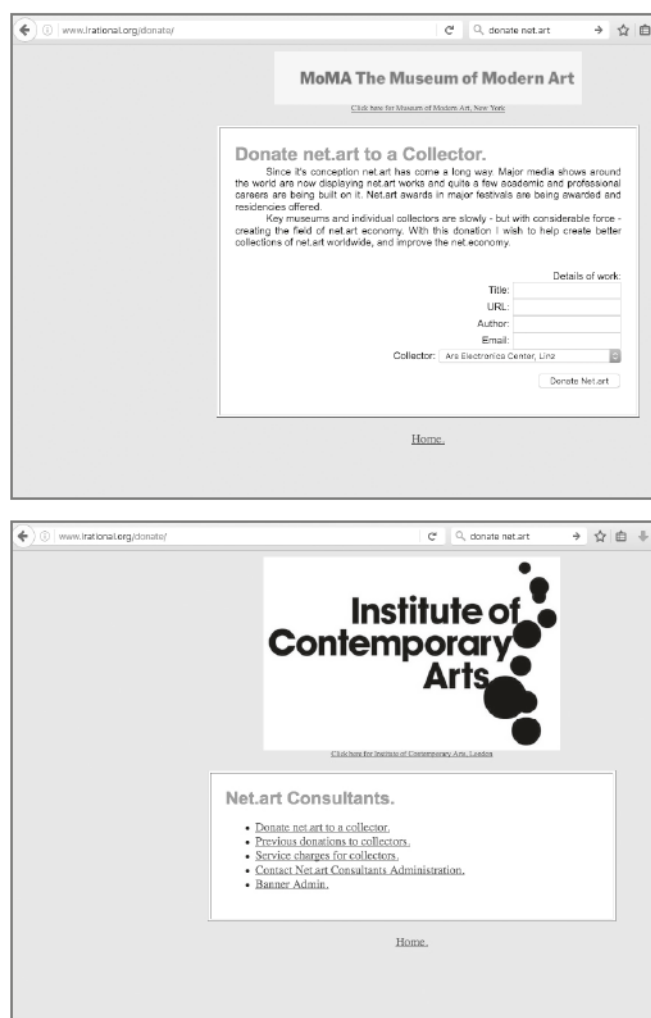 www.irational.org/donate/
donate net.art
MoMA The Museum of Modern Art
Click here for Museum of Modern Art, New York
Donate net.art to a Collector.
Since it's conception net.art has come a long way. Major media shows around
the world are now displaying net.art works and quite a few academic and professional
careers are being built on it. Net.art awards in major festivals are being awarded and
residencies offered.
Key museums and individual collectors are slowly - but with considerable force -
creating the field of net.art economy. With this donation I wish to help create better
collections of net.art worldwide, and improve the net.economy.
Details of work:
Title:
URL:
Author:
Email:
Collector: Ars Electronica Center, Linz
Donate Net.art
Home.
www.irational.org/donate/
donate net.art
Institute of
Contemporary
Arts
Click here for Institute of Contemporary Arts, London
Net.art Consultants.
• Donate net.art to a collector.
• Previous donations to collectors.
• Service charges for collectors.
• Contact Net.art Consultants Administration.
• Banner Admin.
Home.